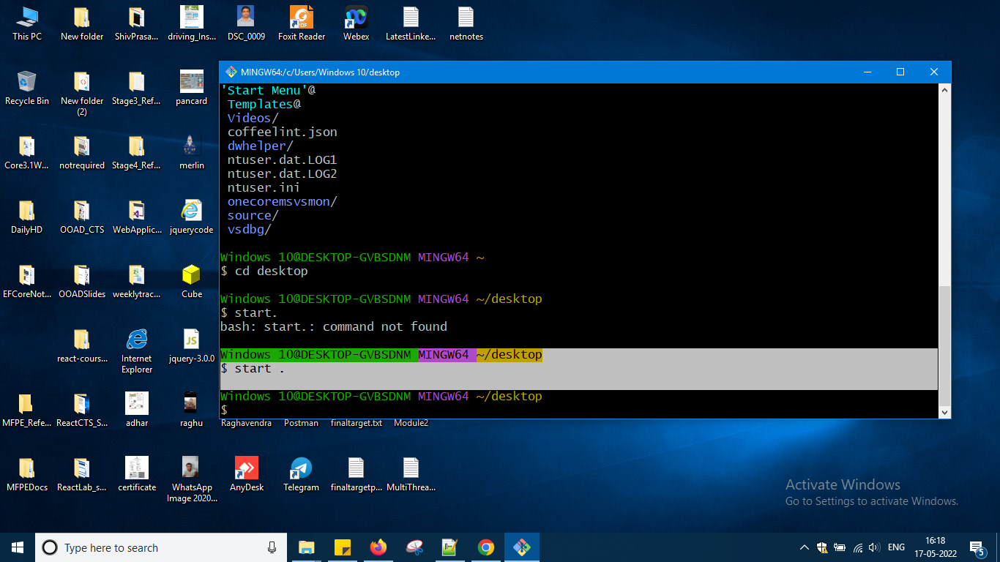 This PC
New folder
ShivPrasa...
driving_Ins...
DSC_0009
Foxit Reader
Webex
LatestLinke...
netnotes
MINGW64:/c/Users/Windows 10/desktop
Recycle Bin
New folder
(2)
Stage3_Ref...
pancard
Core3.1W...
notrequired
Stage4_Ref...
merlin
DailyHD
OOAD_CTS
WebApplic...
jquerycode
EFCoreNot...
OOADSlides
weeklytrac...
Cube
react-cours...
Internet
Explorer
jquery-3.0.0
MFPE_Refe...
ReactCTS_S...
adhar
raghu
Raghavendra
Postman
finaltarget.txt
Module2
MFPEDocs
ReactLab_s...
certificate
WhatsApp
Image 2020...
AnyDesk
Telegram
finaltargetp...
MultiThrea...
'Start Menu'@
Templates@
Videos/
coffeelint.json
dwhelper/
ntuser.dat.LOG1
ntuser.dat.LOG2
ntuser.ini
onecoremsvsmon/
source/
vsdbg/
Windows 10@DESKTOP-GVBSDNM MINGW64 ~
$ cd desktop
Windows 10@DESKTOP-GVBSDNM MINGW64 ~/desktop
$ start.
bash: start.: command not found
Windows 10@DESKTOP-GVBSDNM MINGW64 ~/desktop
$ start .
Windows 10@DESKTOP-GVBSDNM MINGW64 ~/desktop
$
Activate Windows
Go to Settings to activate Windows.
Type here to search
ENG
16:18
17-05-2022
5